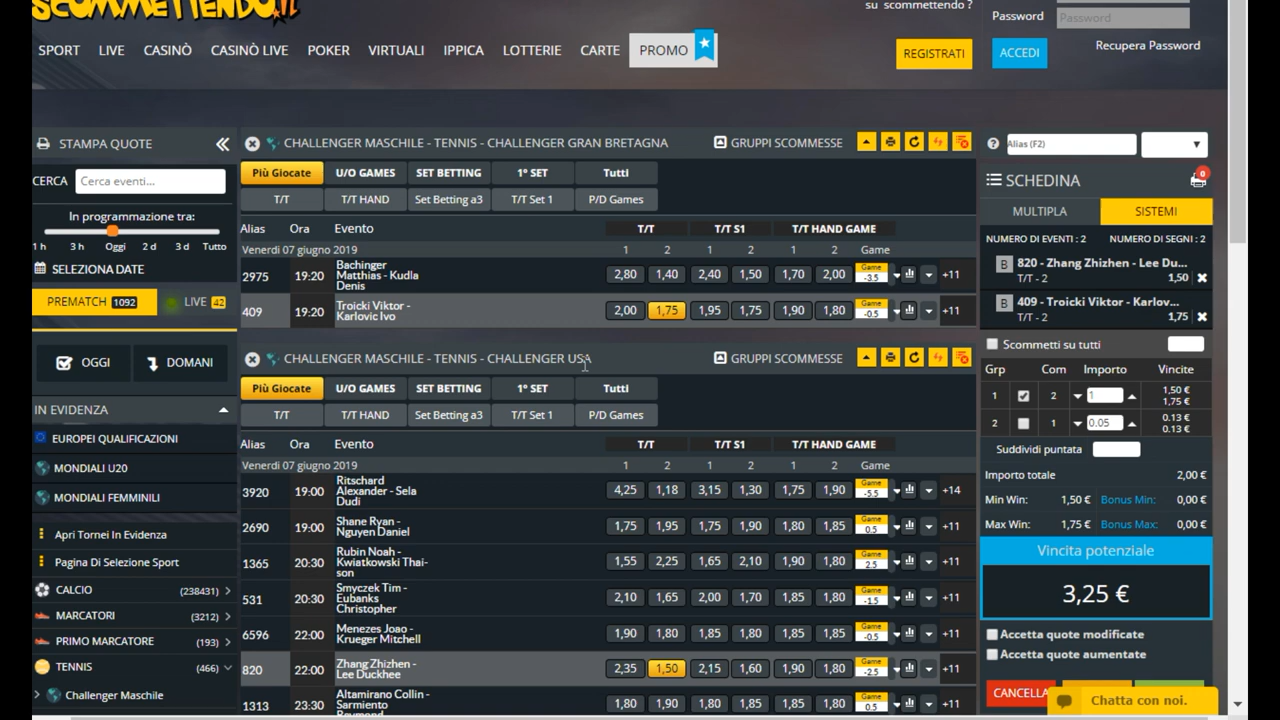 SCOMMETTENDO.it
su scommettendo ?
Password Password
SPORT LIVE CASINÒ CASINÒ LIVE POKER VIRTUALI IPPICA LOTTERIE CARTE PROMO
REGISTRATI ACCEDI Recupera Password
STAMPA QUOTE
CERCA Cerca eventi...
In programmazione tra:
1 h 3 h Oggi 2 d 3 d Tutto
SELEZIONA DATE
PREMATCH 1092 LIVE 42
OGGI DOMANI
IN EVIDENZA
EUROPEI QUALIFICAZIONI
MONDIALI U20
MONDIALI FEMMINILI
Apri Tornei In Evidenza
Pagina Di Selezione Sport
CALCIO (238431)
MARCATORI (3212)
PRIMO MARCATORE (193)
TENNIS (466)
Challenger Maschile
CHALLENGER MASCHILE - TENNIS - CHALLENGER GRAN BRETAGNA GRUPPI SCOMMESSE
Più Giocate U/O GAMES SET BETTING 1° SET Tutti
T/T T/T HAND Set Betting a3 T/T Set 1 P/D Games
Alias Ora Evento T/T T/T S1 T/T HAND GAME
Venerdì 07 giugno 2019 1 2 1 2 1 2 Game
2975 19:20 Bachinger Matthias - Kudla Denis 2,80 1,40 2,40 1,50 1,70 2,00 Game -3.5 +11
409 19:20 Troicki Viktor - Karlovic Ivo 2,00 1,75 1,95 1,75 1,90 1,80 Game -0.5 +11
CHALLENGER MASCHILE - TENNIS - CHALLENGER USA GRUPPI SCOMMESSE
Più Giocate U/O GAMES SET BETTING 1° SET Tutti
T/T T/T HAND Set Betting a3 T/T Set 1 P/D Games
Alias Ora Evento T/T T/T S1 T/T HAND GAME
Venerdì 07 giugno 2019 1 2 1 2 1 2 Game
3920 19:00 Ritschard Alexander - Sela Dudi 4,25 1,18 3,15 1,30 1,75 1,90 Game -5.5 +14
2690 19:00 Shane Ryan - Nguyen Daniel 1,75 1,95 1,75 1,90 1,80 1,85 Game 0.5 +11
1365 20:30 Rubin Noah - Kwiatkowski Thai-son 1,55 2,25 1,65 2,10 1,90 1,80 Game 2.5 +11
531 20:30 Smyczek Tim - Eubanks Christopher 2,10 1,65 2,00 1,70 1,85 1,80 Game -1.5 +11
6596 22:00 Menezes Joao - Krueger Mitchell 1,90 1,80 1,85 1,85 1,85 1,80 Game -0.5 +11
820 22:00 Zhang Zhizhen - Lee Duckhee 2,35 1,50 2,15 1,60 1,90 1,80 Game -2.5 +11
1313 23:30 Altamirano Collin - Sarmiento Raymond 1,80 1,90 1,80 1,85 1,85 1,80 Game 0.5 +11
Alias (F2)
SCHEDINA 0
MULTIPLA SISTEMI
NUMERO DI EVENTI : 2 NUMERO DI SEGNI : 2
B 820 - Zhang Zhizhen - Lee Du...
T/T - 2 1,50
B 409 - Troicki Viktor - Karlov...
T/T - 2 1,75
Scommetti su tutti
Grp Com Importo Vincite
1 2 1 1,50 € 1,75 €
2 1 0.05 0.13 € 0.13 €
Suddividi puntata
Importo totale 2,00 €
Min Win: 1,50 € Bonus Min: 0,00 €
Max Win: 1,75 € Bonus Max: 0,00 €
Vincita potenziale
3,25 €
Accetta quote modificate
Accetta quote aumentate
CANCELLA
Chatta con noi.